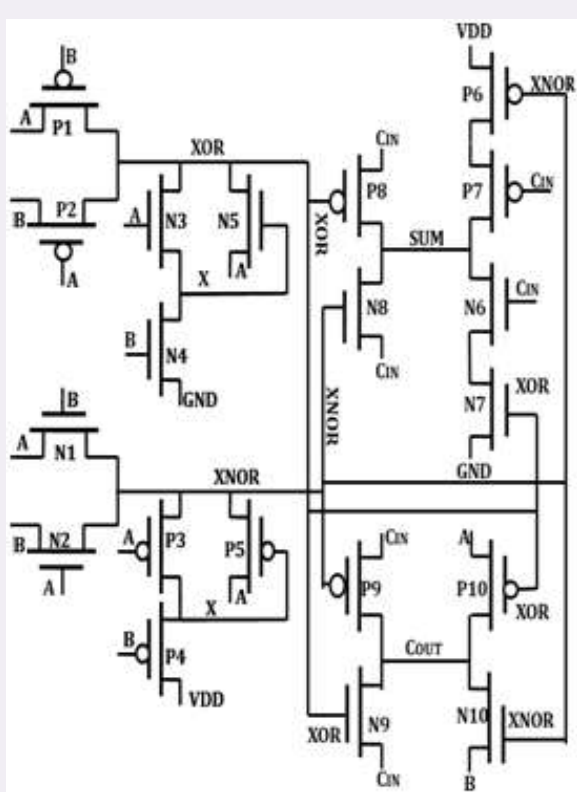 VDD
B
P6
XNOR
A
P1
CIN
XOR
P8
P7
CIN
B
P2
A
N3
N5
XOR
SUM
A
X
A
N8
N6
CIN
B
N4
CIN
XOR
B
GND
XNOR
N7
A
N1
XNOR
GND
B
N2
A
P3
P5
CIN
A
A
P9
P10
A
X
XOR
B
P4
COUT
VDD
XOR
N9
N10
XNOR
CIN
B